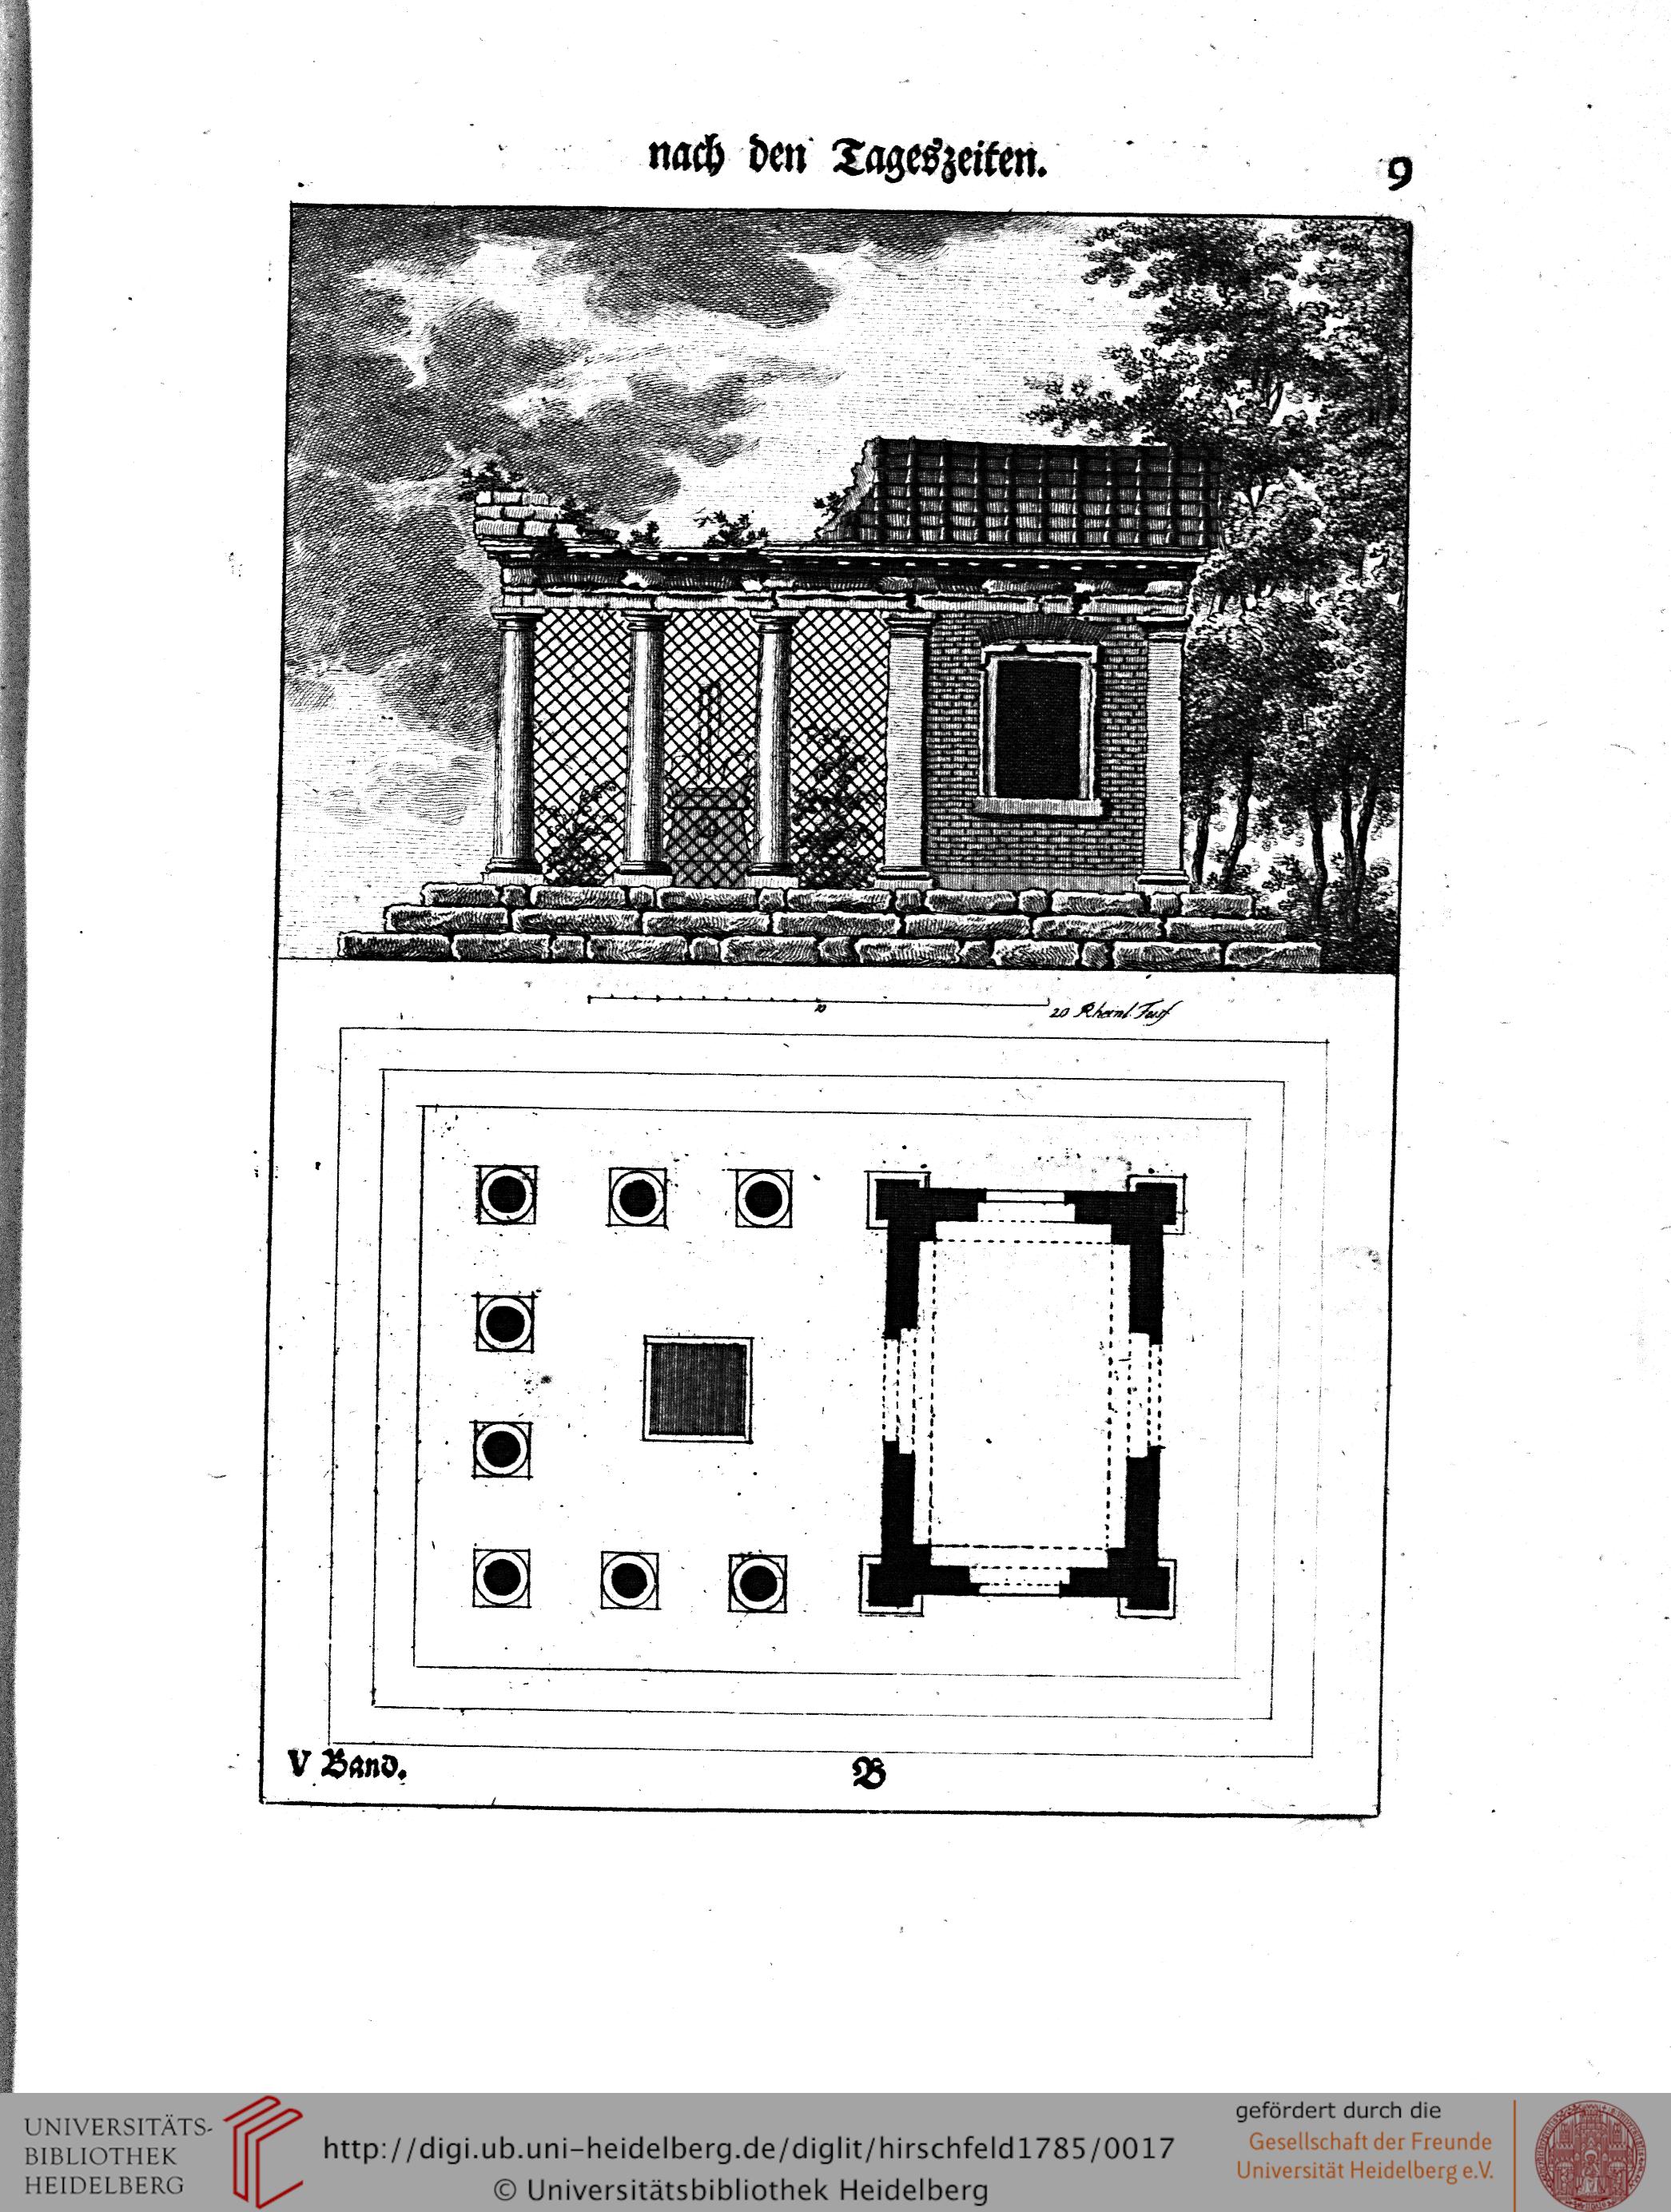 nach den Tageszeiten.
9
10
20 Rheinl. Fuſs
V Band.
B
UNIVERSITÄTS-
BIBLIOTHEK
HEIDELBERG
http://digi.ub.uni-heidelberg.de/diglit/hirschfeld1785/0017
© Universitätsbibliothek Heidelberg
gefördert durch die
Gesellschaft der Freunde
Universität Heidelberg e.V.